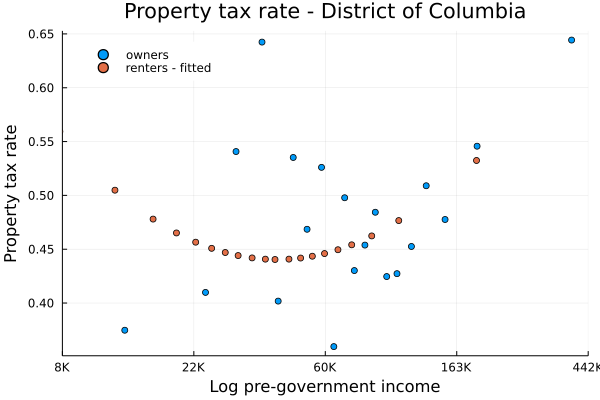 Property tax rate - District of Columbia
owners
renters - fitted
Property tax rate
0.65
0.60
0.55
0.50
0.45
0.40
8K 22K 60K 163K 442K
Log pre-government income